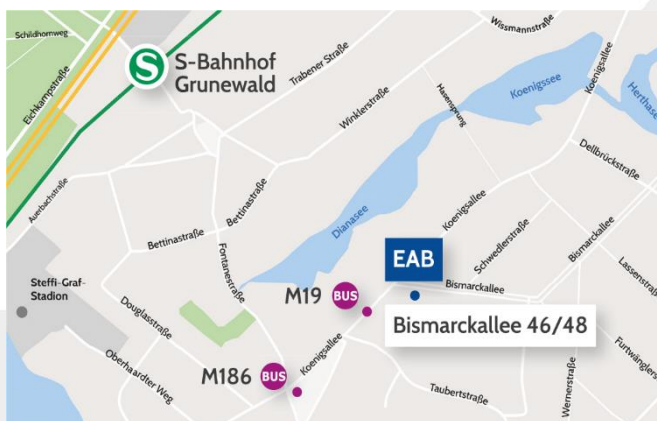 Schildhornweg
Eichkampstraße
S
S-Bahnhof
Grunewald
Trabener Straße
Wissmannstraße
Winklerstraße
Hasensprung
Koenigssee
Koenigsallee
Herthasee
Dellbrückstraße
Auerbachstraße
Bettinastraße
Bettinastraße
Fontanestraße
Dianasee
Koenigsallee
Schwedlerstraße
Bismarckallee
Lassenstraße
EAB
Bismarckallee
Steffi-Graf-
Stadion
Douglasstraße
M19 BUS
Bismarckallee 46/48
Oberhaardter Weg
M186 BUS
Koenigsallee
Taubertstraße
Wernerstraße